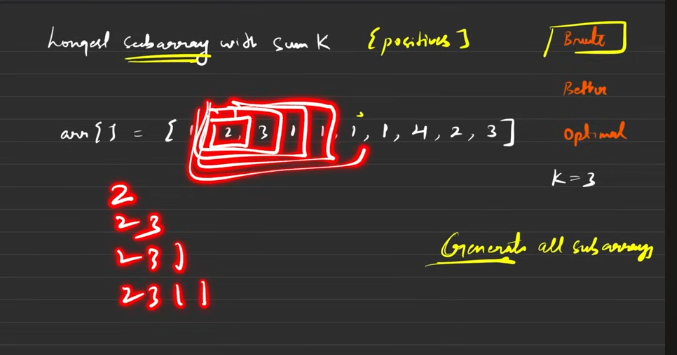 Longest subarray with sum K [positives]
Brute
Better
arr[] = [ 1, 2, 3, 1, 1, 1, 1, 4, 2, 3 ]
Optimal
K = 3
2
2 3
2 3 1
2 3 1 1
Generate all subarrays